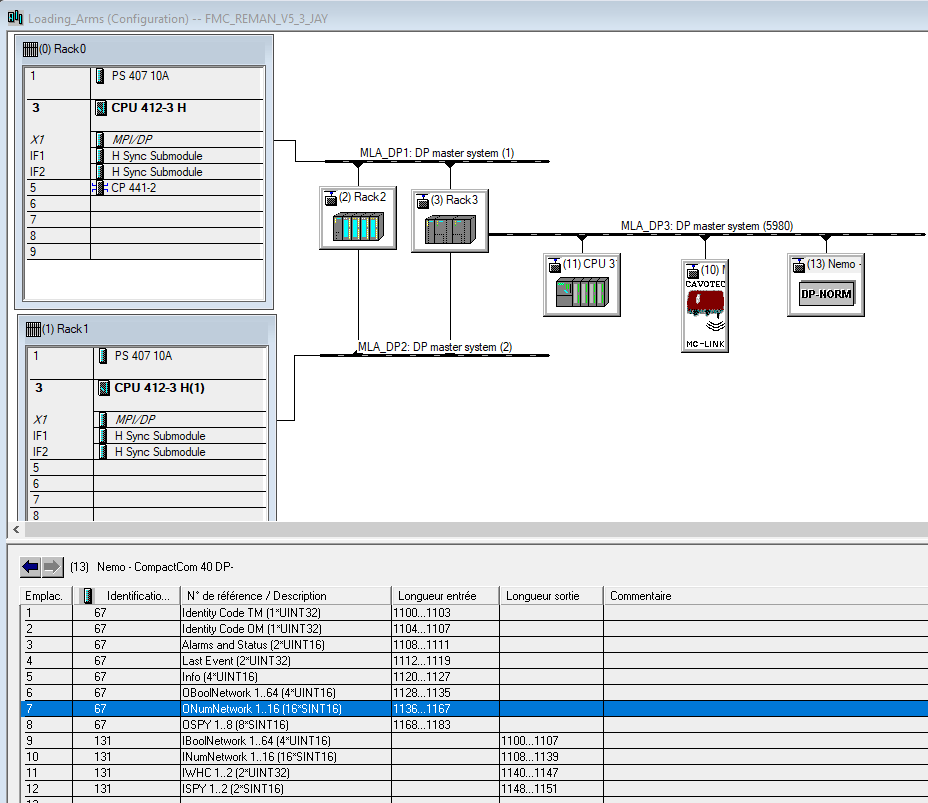 Loading_Arms (Configuration) -- FMC_REMAN_V5_3_JAY
(0) Rack0
1 PS 407 10A
3 CPU 412-3 H
X1 MPI/DP
IF1 H Sync Submodule
IF2 H Sync Submodule
5 CP 441-2
6
7
8
9
(1) Rack1
1 PS 407 10A
3 CPU 412-3 H(1)
X1 MPI/DP
IF1 H Sync Submodule
IF2 H Sync Submodule
5
6
7
8
MLA_DP1: DP master system (1)
(2) Rack2
(3) Rack3
MLA_DP3: DP master system (5980)
(11) CPU 31
(10) M
CAVOTEC
MC-LINK
(13) Nemo -
DP-NORM
MLA_DP2: DP master system (2)
(13) Nemo - CompactCom 40 DP-
Emplac. Identificatio... N° de référence / Description Longueur entrée Longueur sortie Commentaire
1 67 Identity Code TM (1*UINT32) 1100...1103
2 67 Identity Code OM (1*UINT32) 1104...1107
3 67 Alarms and Status (2*UINT16) 1108...1111
4 67 Last Event (2*UINT32) 1112...1119
5 67 Info (4*UINT16) 1120...1127
6 67 OBoolNetwork 1..64 (4*UINT16) 1128...1135
7 67 ONumNetwork 1..16 (16*SINT16) 1136...1167
8 67 OSPY 1..8 (8*SINT16) 1168...1183
9 131 IBoolNetwork 1..64 (4*UINT16) 1100...1107
10 131 INumNetwork 1..16 (16*SINT16) 1108...1139
11 131 IWHC 1..2 (2*UINT32) 1140...1147
12 131 ISPY 1..2 (2*SINT16) 1148...1151